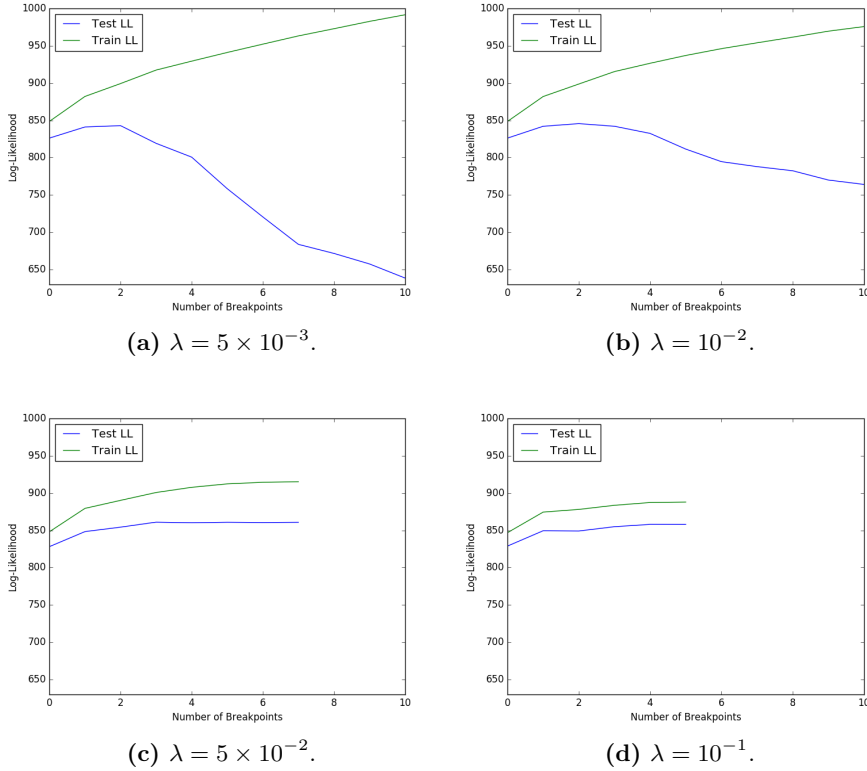 1000
950
900
850
800
750
700
650
Log-Likelihood
Test LL
Train LL
0 2 4 6 8 10
Number of Breakpoints
(a) λ = 5 × 10⁻³.
1000
950
900
850
800
750
700
650
Log-Likelihood
Test LL
Train LL
0 2 4 6 8 10
Number of Breakpoints
(b) λ = 10⁻².
1000
950
900
850
800
750
700
650
Log-Likelihood
Test LL
Train LL
0 2 4 6 8 10
Number of Breakpoints
(c) λ = 5 × 10⁻².
1000
950
900
850
800
750
700
650
Log-Likelihood
Test LL
Train LL
0 2 4 6 8 10
Number of Breakpoints
(d) λ = 10⁻¹.